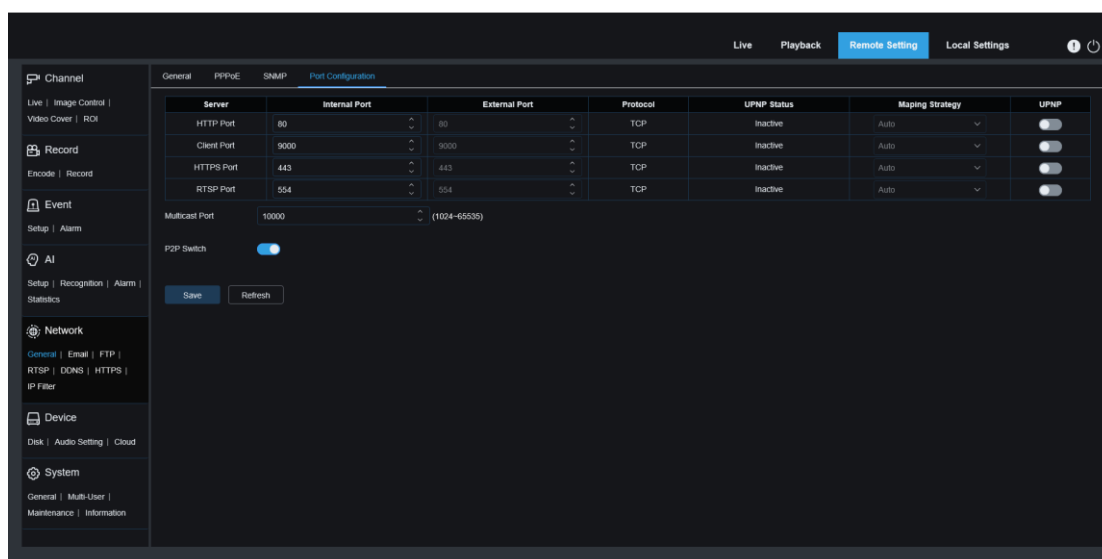 Live Playback Remote Setting Local Settings
Channel
Live | Image Control |
Video Cover | ROI
Record
Encode | Record
Event
Setup | Alarm
AI
Setup | Recognition | Alarm |
Statistics
Network
General | Email | FTP |
RTSP | DDNS | HTTPS |
IP Filter
Device
Disk | Audio Setting | Cloud
System
General | Multi-User |
Maintenance | Information
General PPPoE SNMP Port Configuration
Server Internal Port External Port Protocol UPNP Status Maping Strategy UPNP
HTTP Port 80 80 TCP Inactive Auto
Client Port 9000 9000 TCP Inactive Auto
HTTPS Port 443 443 TCP Inactive Auto
RTSP Port 554 554 TCP Inactive Auto
Multicast Port 10000 (1024~65535)
P2P Switch
Save Refresh